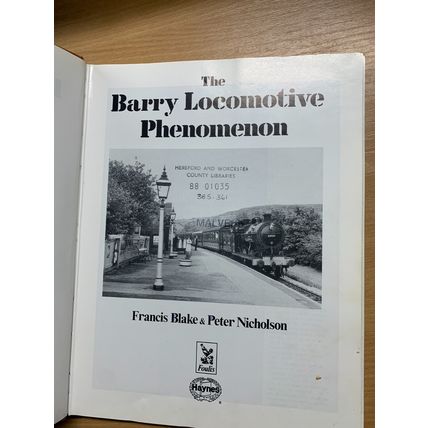 The
Barry Locomotive
Phenomenon
HEREFORD AND WORCESTER
COUNTY LIBRARIES
88 01035
385.361
MALVERN
Francis Blake & Peter Nicholson
Foulis
Haynes